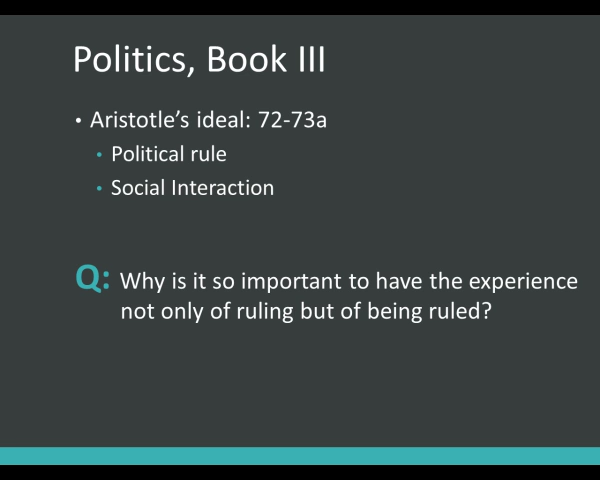 Politics, Book III
• Aristotle’s ideal: 72-73a
• Political rule
• Social Interaction
Q: Why is it so important to have the experience
not only of ruling but of being ruled?